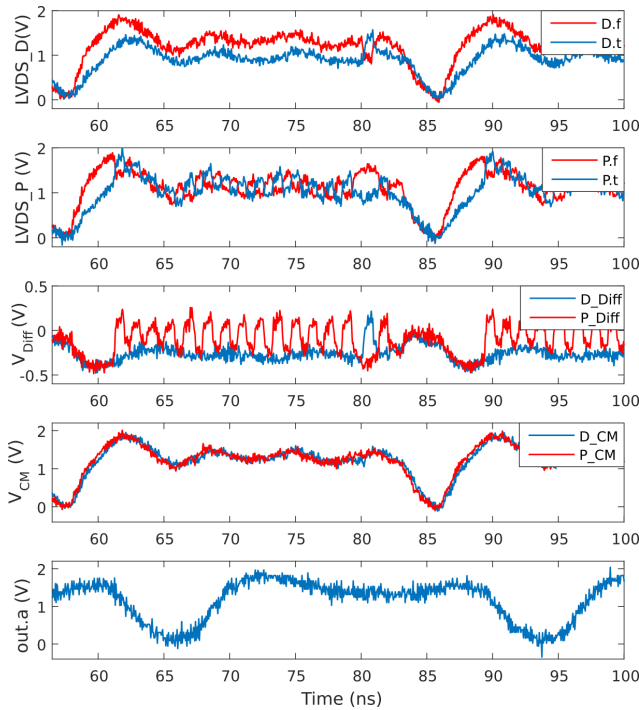 LVDS_D(V)
2
1
0
D.f
D.t
60 65 70 75 80 85 90 95 100
LVDS_P (V)
2
1
0
P.f
P.t
60 65 70 75 80 85 90 95 100
V_Diff (V)
0.5
0
-0.5
D_Diff
P_Diff
60 65 70 75 80 85 90 95 100
V_CM (V)
2
1
0
D_CM
P_CM
60 65 70 75 80 85 90 95 100
out.a (V)
2
1
0
60 65 70 75 80 85 90 95 100
Time (ns)